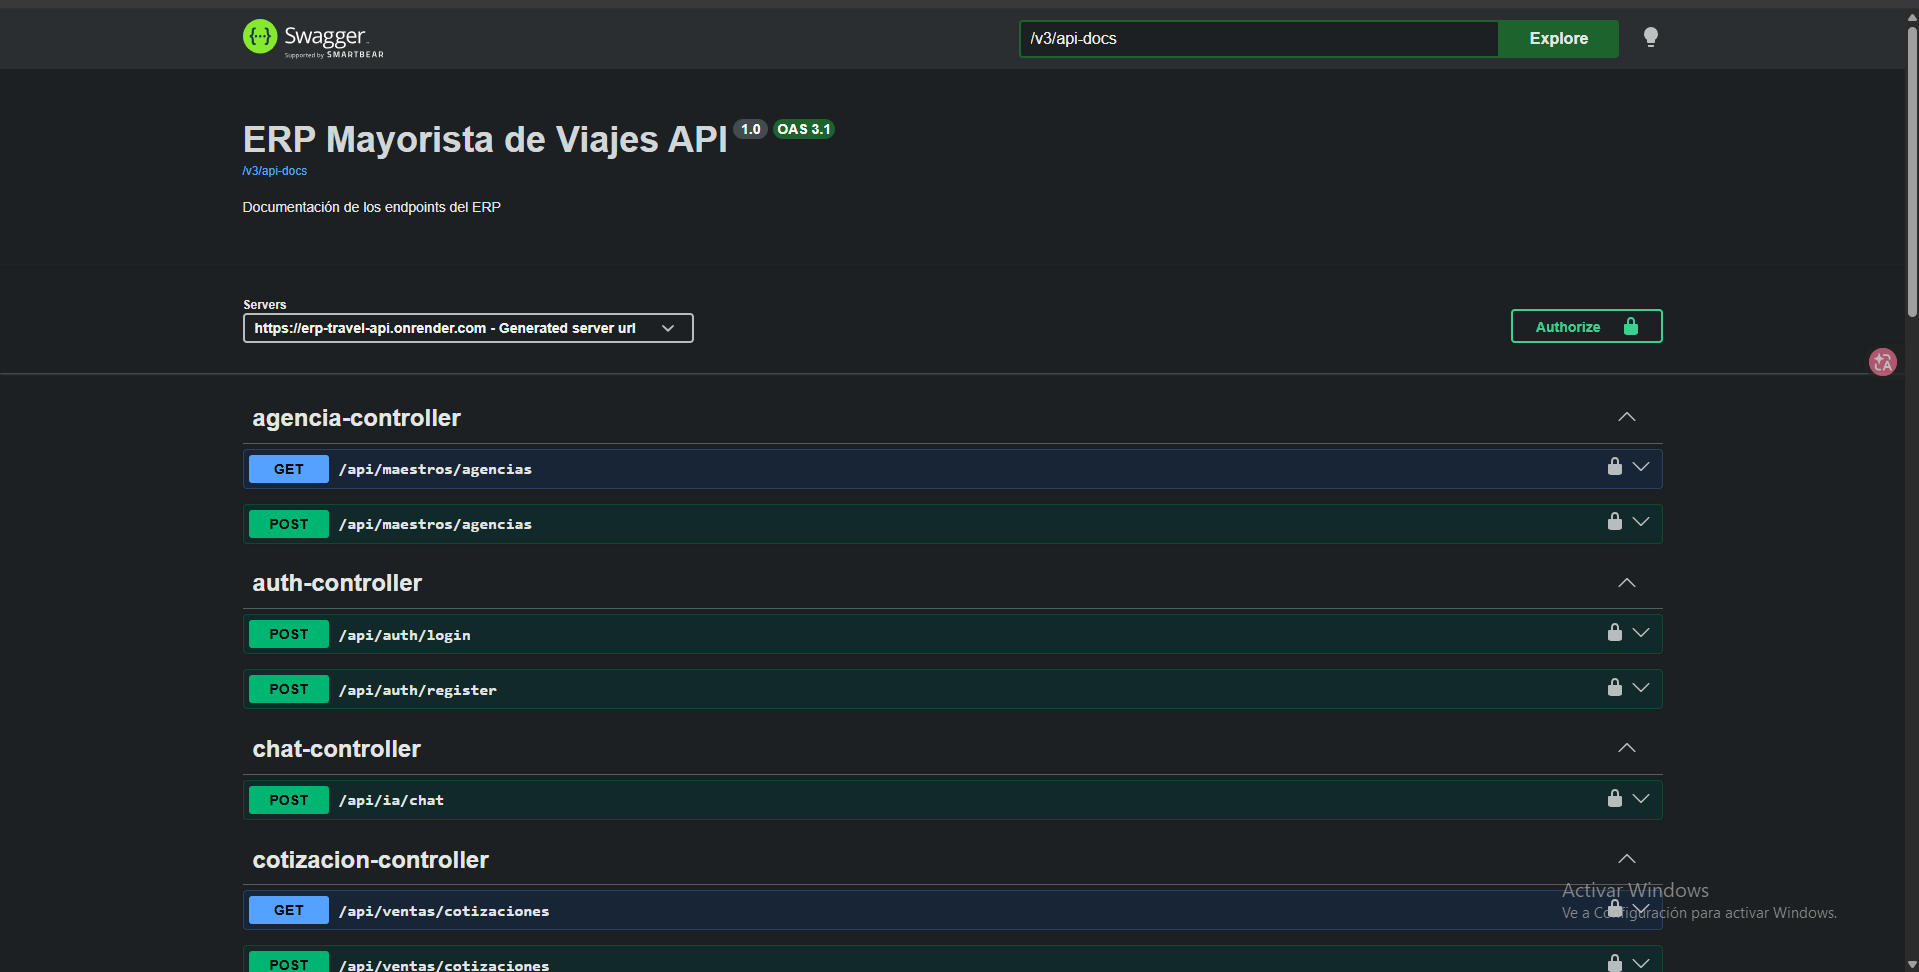 Swagger
Supported by SMARTBEAR
/v3/api-docs
Explore
ERP Mayorista de Viajes API 1.0 OAS 3.1
/v3/api-docs
Documentación de los endpoints del ERP
Servers
https://erp-travel-api.onrender.com - Generated server url
Authorize
agencia-controller
GET /api/maestros/agencias
POST /api/maestros/agencias
auth-controller
POST /api/auth/login
POST /api/auth/register
chat-controller
POST /api/ia/chat
cotizacion-controller
GET /api/ventas/cotizaciones
Activar Windows
Ve a Configuración para activar Windows.
POST /api/ventas/cotizaciones